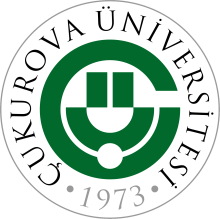 ÇUKUROVA ÜNİVERSİTESİ
• 1973 •